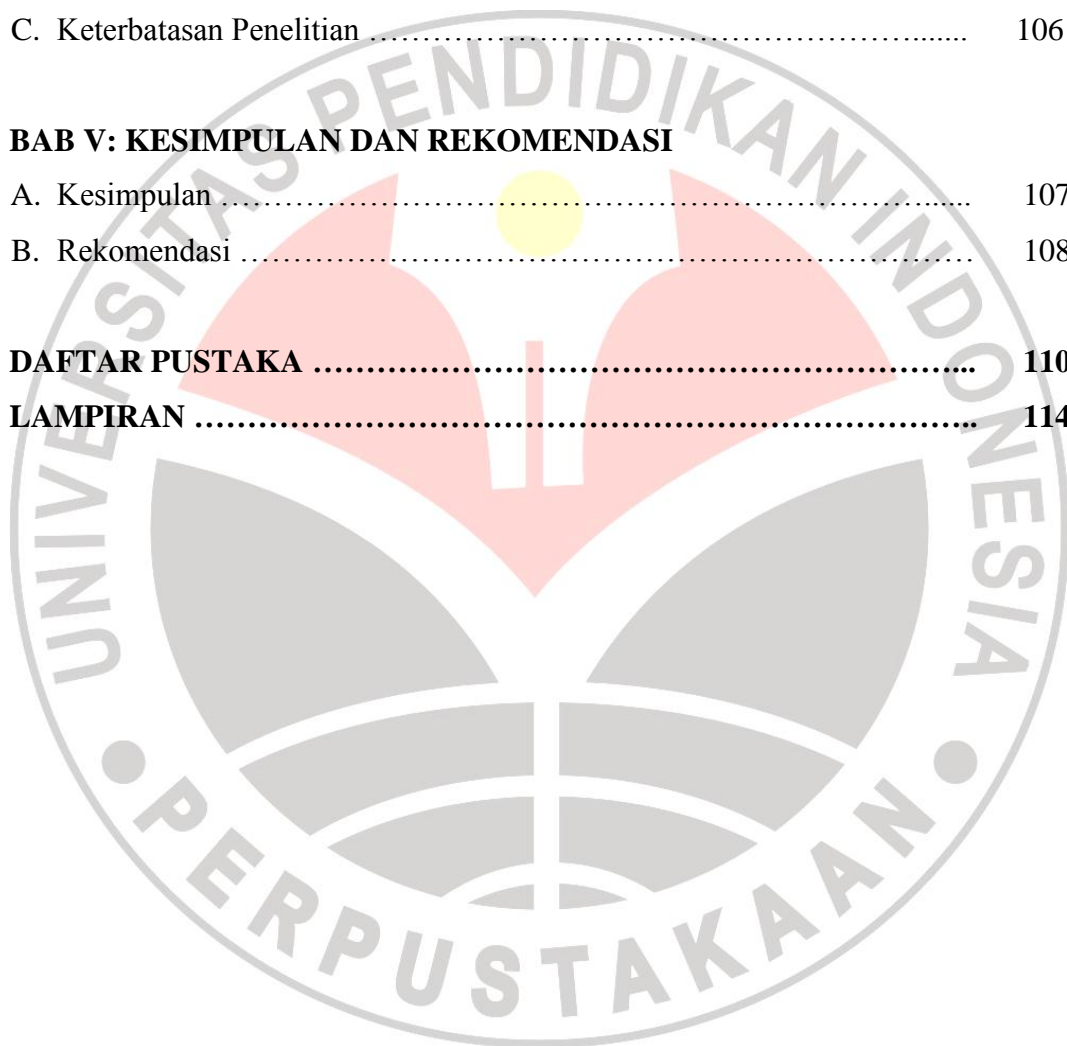 C. Keterbatasan Penelitian ……………………………………………....... 106
BAB V: KESIMPULAN DAN REKOMENDASI
A. Kesimpulan ……………………………………………………………...... 107
B. Rekomendasi ……………………………………………………………… 108
DAFTAR PUSTAKA ……………………………………………………... 110
LAMPIRAN ……………………………………………………………….. 114
UNIVERSITAS PENDIDIKAN INDONESIA
PERPUSTAKAAN